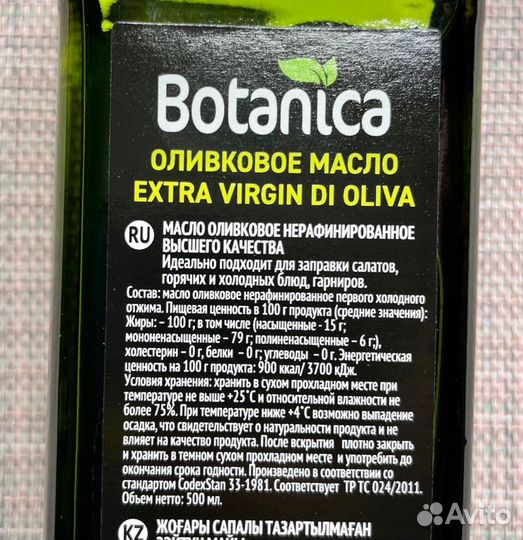 Botanica
ОЛИВКОВОЕ МАСЛО
EXTRA VIRGIN DI OLIVA
RU МАСЛО ОЛИВКОВОЕ НЕРАФИНИРОВАННОЕ
ВЫСШЕГО КАЧЕСТВА
Идеально подходит для заправки салатов,
горячих и холодных блюд, гарниров.
Состав: масло оливковое нерафинированное первого холодного
отжима. Пищевая ценность в 100 г продукта (средние значения):
Жиры: – 100 г; в том числе (насыщенные - 15 г;
мононенасыщенные – 79 г; полиненасыщенные – 6 г;),
холестерин – 0 г, белки – 0 г; углеводы – 0 г. Энергетическая
ценность на 100 г продукта: 900 ккал/ 3700 кДж.
Условия хранения: хранить в сухом прохладном месте при
температуре не выше +25°С и относительной влажности не
более 75%. При температуре ниже +4°С возможно выпадение
осадка, что свидетельствует о натуральности продукта и не
влияет на качество продукта. После вскрытия плотно закрыть
и хранить в темном сухом прохладном месте и употребить до
окончания срока годности. Произведено в соответствии со
стандартом CodexStan 33-1981. Соответствует ТР ТС 024/2011.
Объем нетто: 500 мл.
KZ ЖОҒАРЫ САПАЛЫ ТАЗАРТЫЛМАҒАН
ЗӘЙТҮН МАЙЫ
Avito